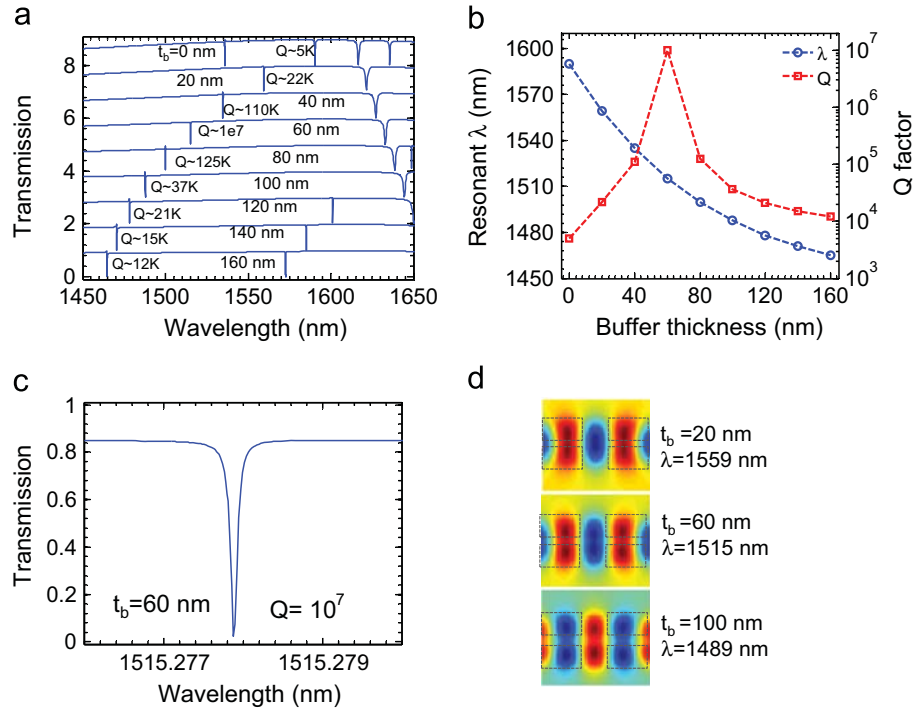 a
t_b=0 nm
Q~5K
20 nm
Q~22K
Q~110K
40 nm
Q~1e7
60 nm
Q~125K
80 nm
Q~37K
100 nm
Q~21K
120 nm
Q~15K
140 nm
Q~12K
160 nm
8
6
4
2
0
Transmission
1450
1500
1550
1600
1650
Wavelength (nm)
b
1600
1570
1540
1510
1480
1450
Resonant λ (nm)
λ
Q
10^7
10^6
10^5
10^4
10^3
Q factor
0
40
80
120
160
Buffer thickness(nm)
c
1
0.8
0.6
0.4
0.2
0
Transmission
t_b=60 nm
Q= 10^7
1515.277
1515.279
Wavelength (nm)
d
t_b =20 nm
λ=1559 nm
t_b =60 nm
λ=1515 nm
t_b =100 nm
λ=1489 nm